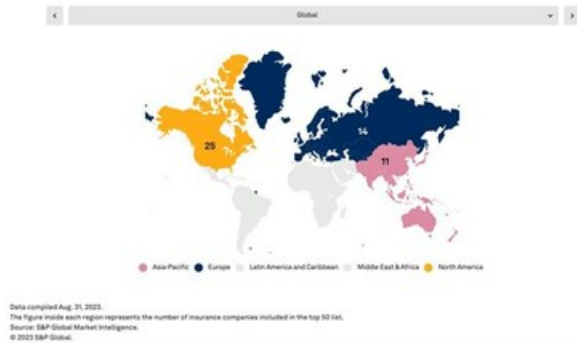 Global
25
14
11
Asia-Pacific Europe Latin America and Caribbean Middle East & Africa North America
Data compiled Aug. 31, 2023.
The figure inside each region represents the number of insurance companies included in the top 50 list.
Source: S&P Global Market Intelligence.
© 2023 S&P Global.